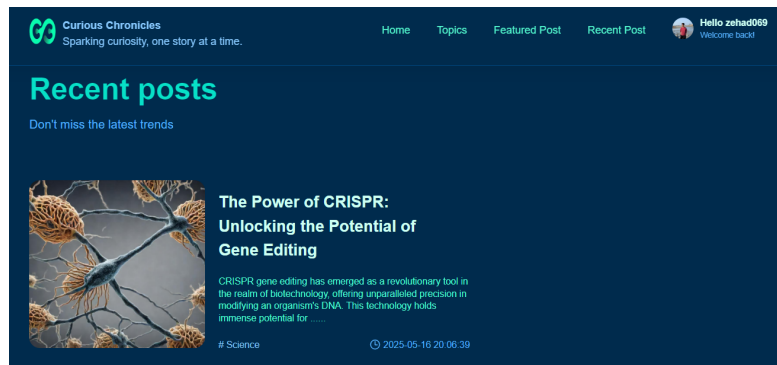 Curious Chronicles
Sparking curiosity, one story at a time.
Home
Topics
Featured Post
Recent Post
Hello zehad069
Welcome back!
Recent posts
Don't miss the latest trends
The Power of CRISPR:
Unlocking the Potential of
Gene Editing
CRISPR gene editing has emerged as a revolutionary tool in
the realm of biotechnology, offering unparalleled precision in
modifying an organism's DNA. This technology holds
immense potential for ......
# Science
2025-05-16 20:06:39